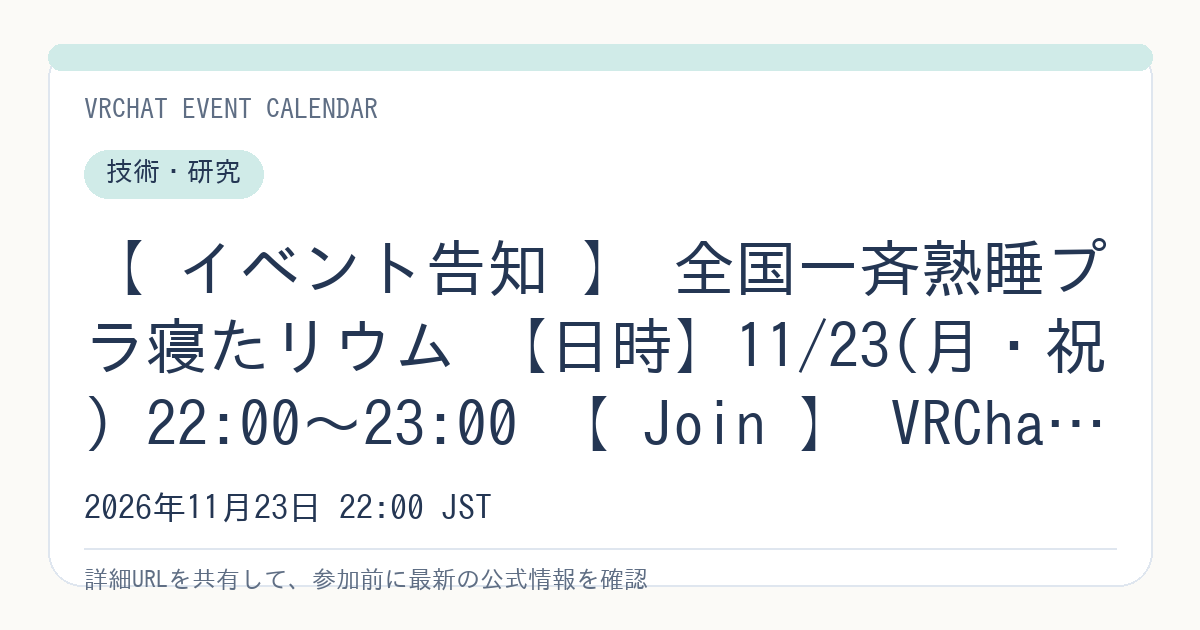 VRCHAT EVENT CALENDAR
技術・研究
【 イベント告知 】 全国一斉熟睡プ
ラ寝たリウム 【日時】11/23(月・祝
) 22:00〜23:00 【 Join 】 VRCha…
2026年11月23日 22:00 JST
詳細URLを共有して、参加前に最新の公式情報を確認